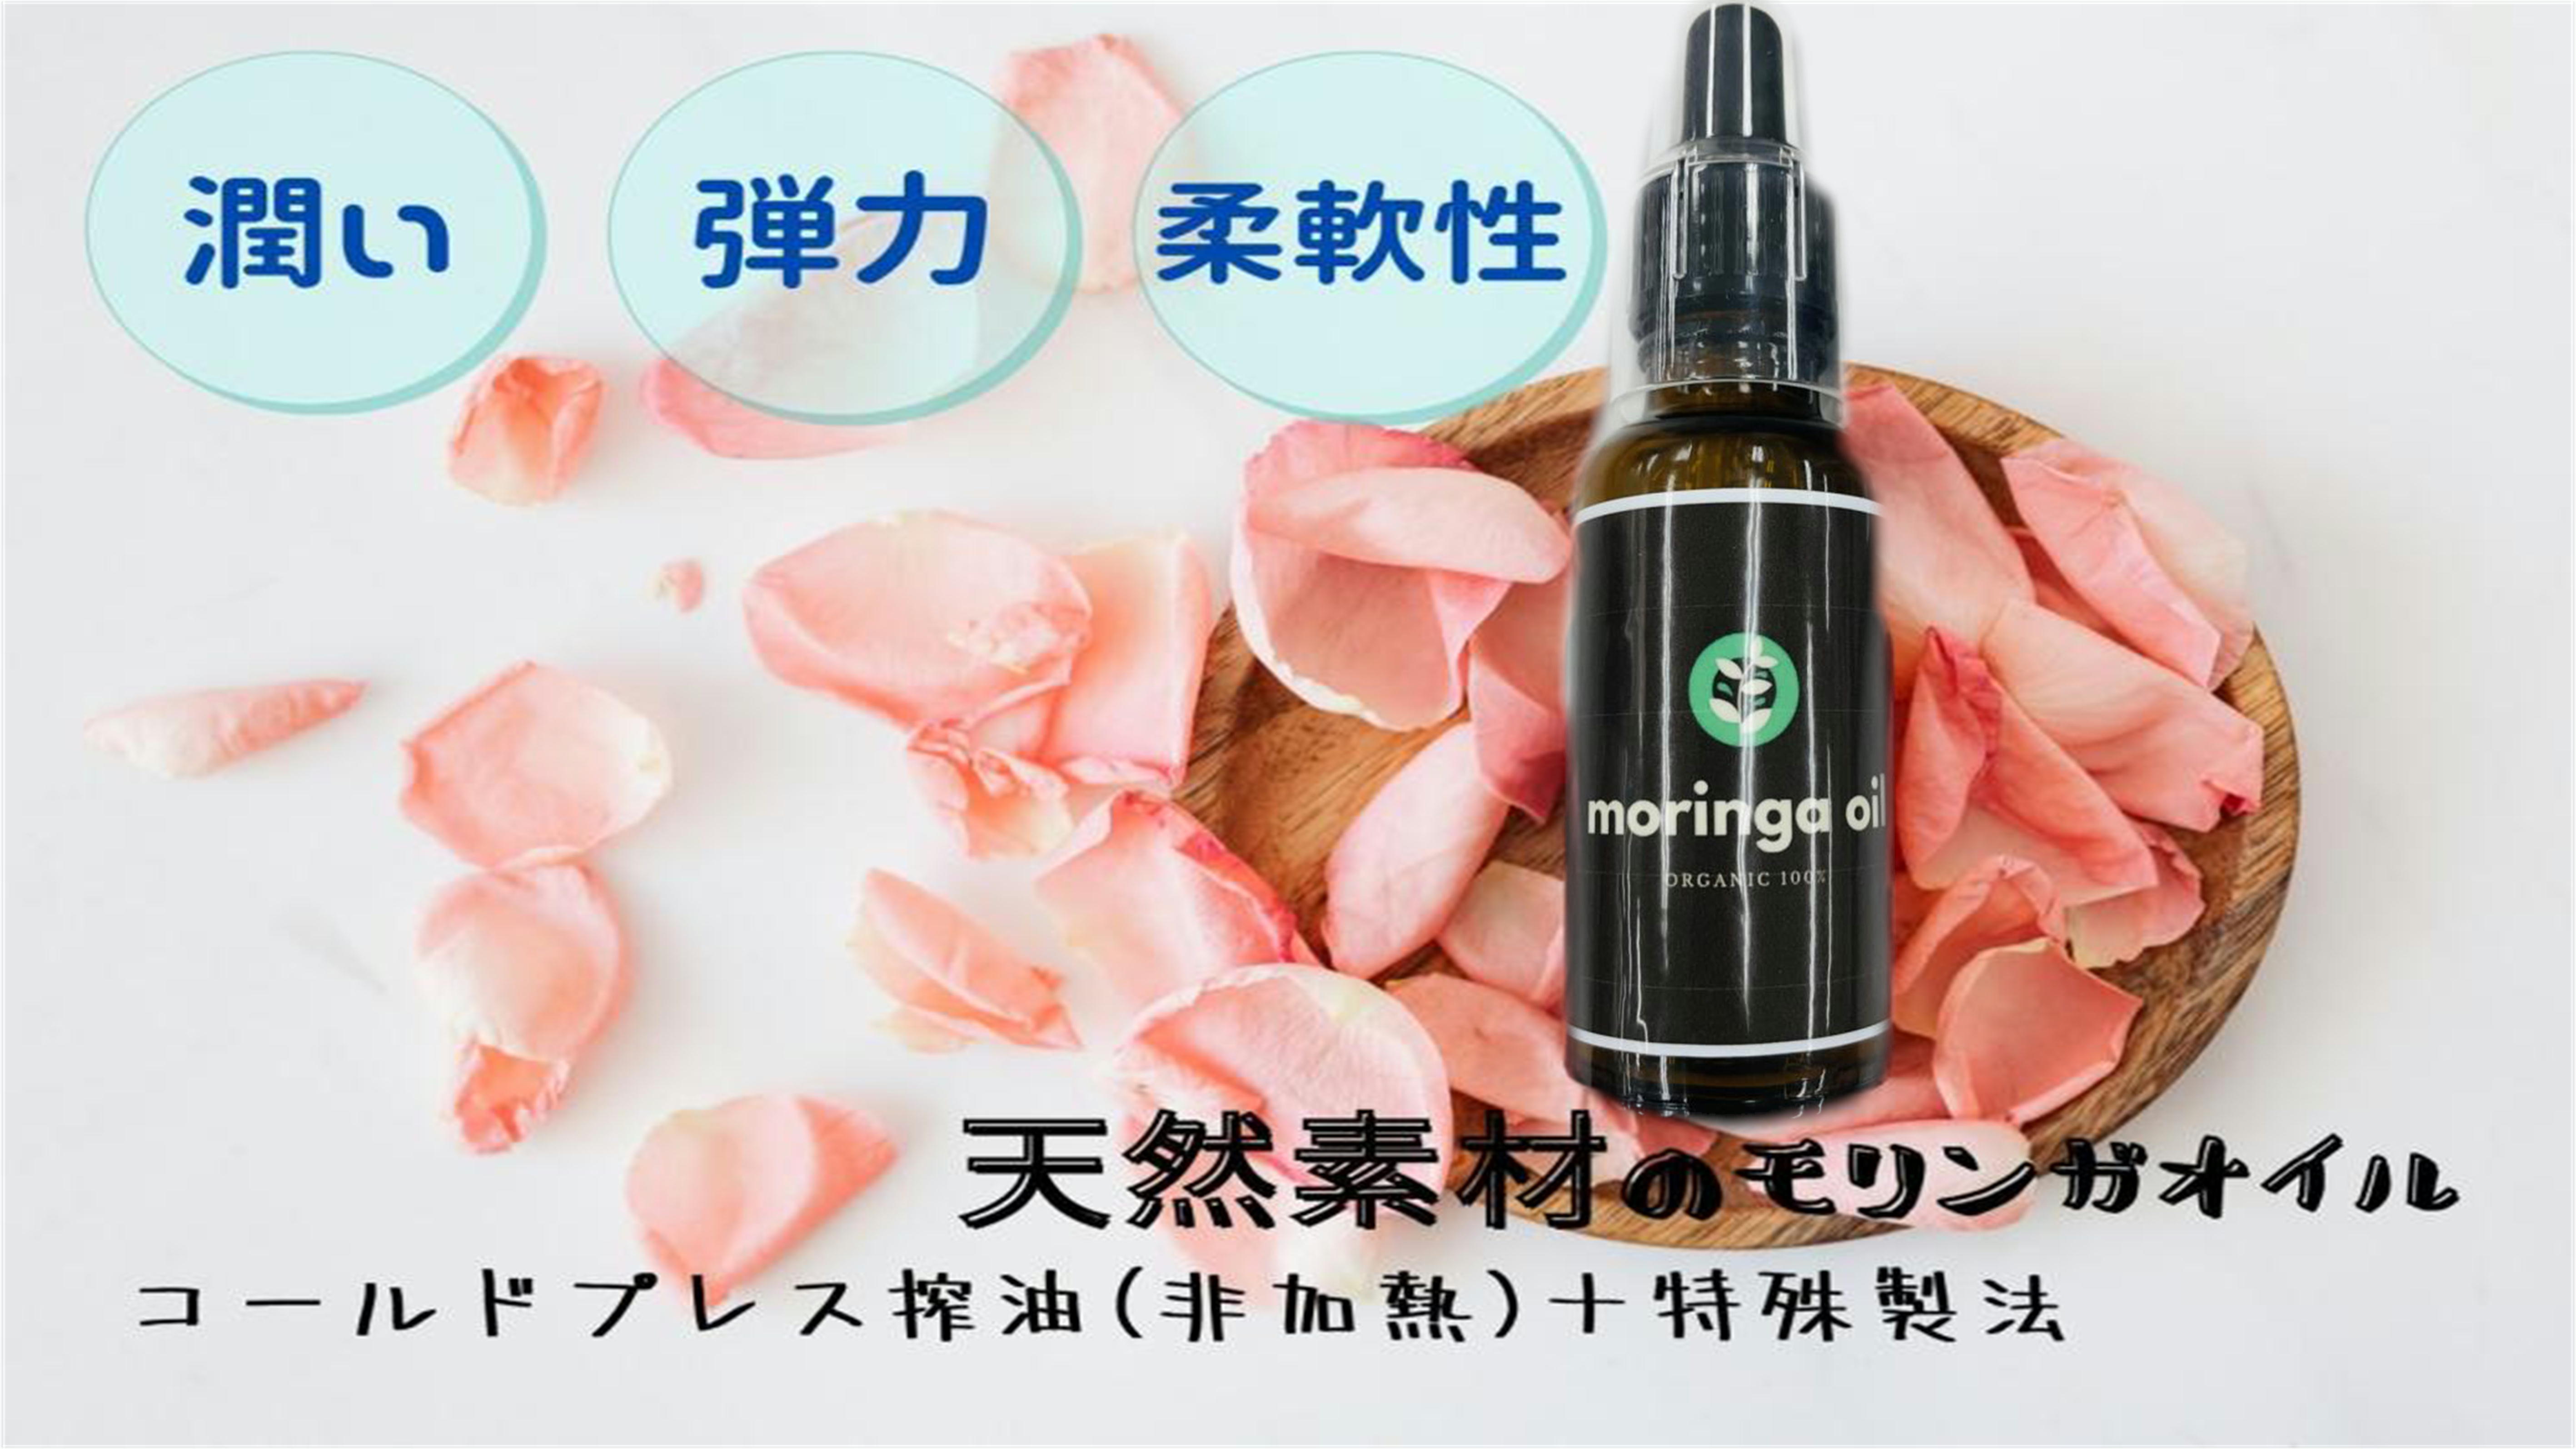 潤い
弾力
柔軟性
moringa oil
ORGANIC 100%
天然素材のモリンガオイル
コールドプレス搾油(非加熱)+特殊製法